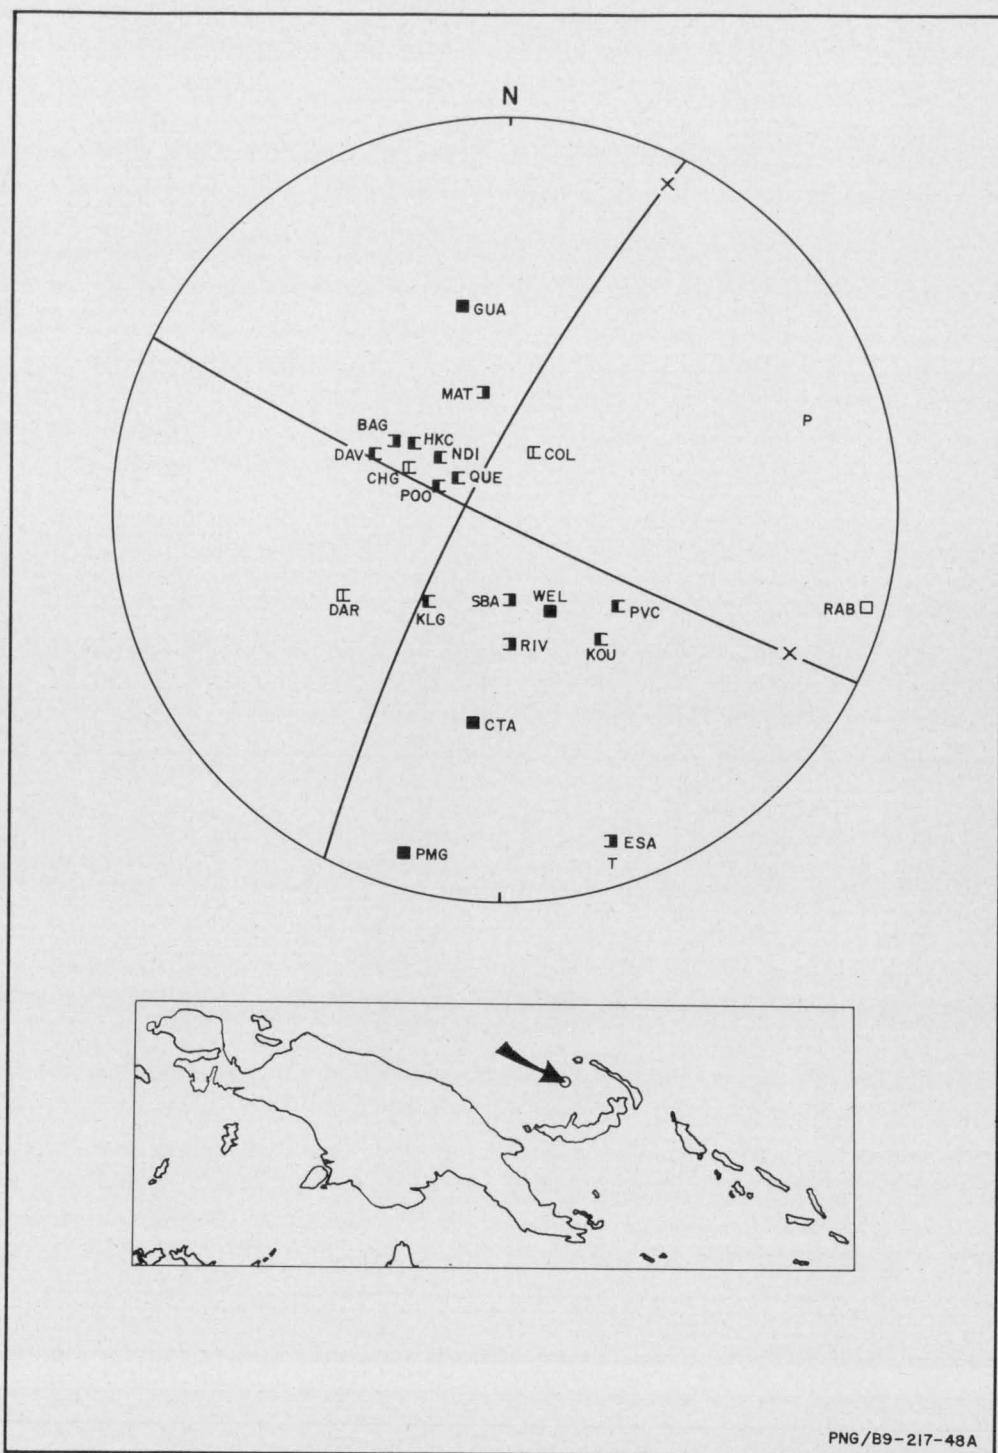 N
GUA
MAT
P
BAG
HKC
DAV
NDI
COL
CHG
QUE
POO
DAR
KLG
SBA
WEL
PVC
RAB
RIV
KOU
CTA
PMG
ESA
T
PNG/B9-217-48A